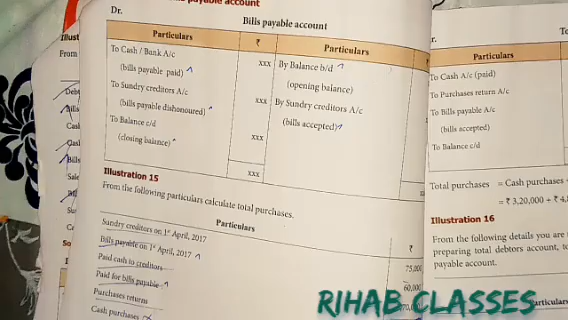 payable account
Bills payable account
Dr.
Particulars ₹ Particulars
To Cash / Bank A/c xxx By Balance b/d
(bills payable paid) (opening balance)
To Sundry creditors A/c xxx By Sundry creditors A/c
(bills payable dishonoured) (bills accepted)
To Balance c/d xxx
(closing balance)
xxx
Illustration 15
From the following particulars calculate total purchases.
Particulars ₹
Sundry creditors on 1st April, 2017 75,000
Bills payable on 1st April, 2017 60,000
Paid cash to creditors
Paid for bills payable
Purchases returns
Cash purchases
r.
Particulars
To Cash A/c (paid)
To Purchases return A/c
To Bills payable A/c
(bills accepted)
To Balance c/d
Total purchases = Cash purchases
= ₹ 3,20,000 +
Illustration 16
From the following details you are
preparing total debtors account,
payable account.
Particulars
RIHAB CLASSES